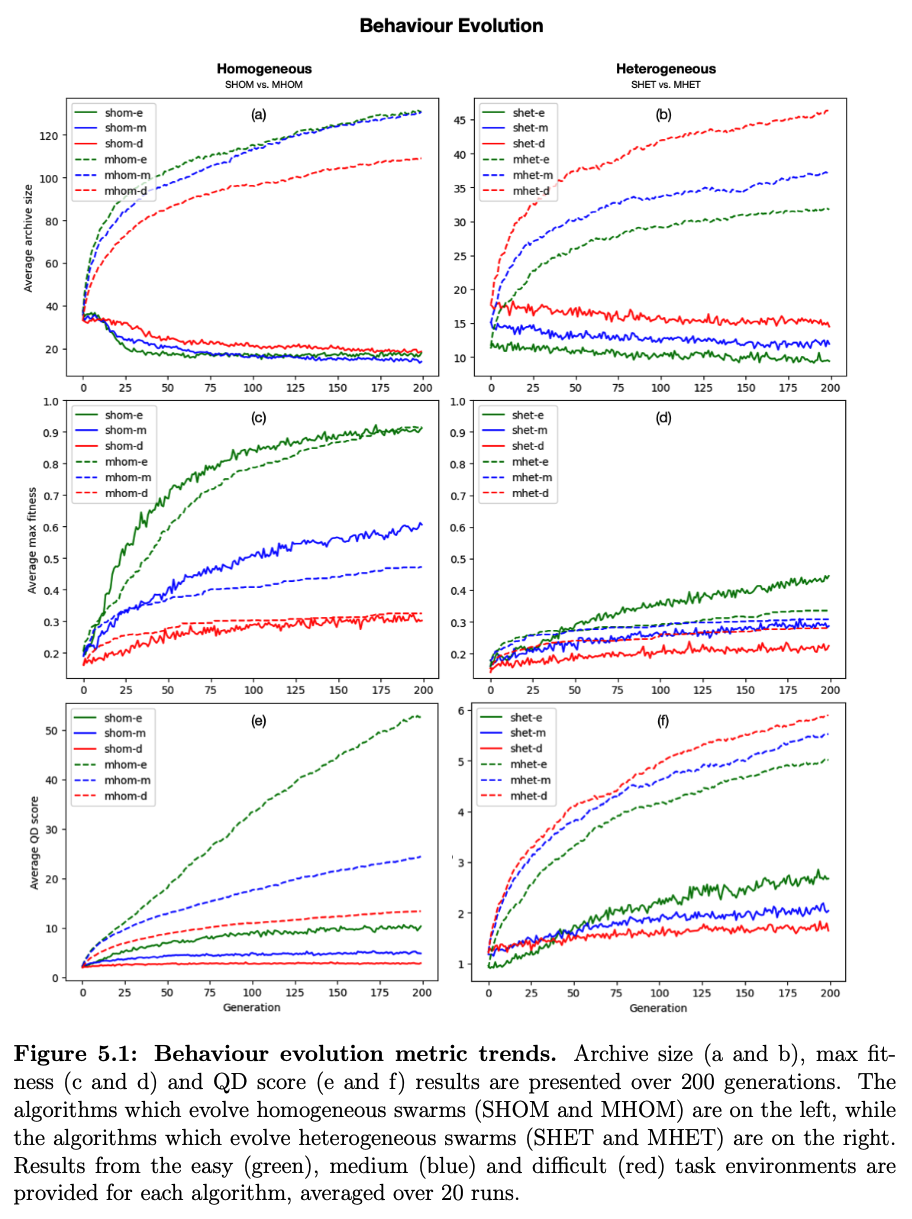 Behaviour Evolution
Homogeneous
SHOM vs. MHOM
Heterogeneous
SHET vs. MHET
(a)
shom-e
shom-m
shom-d
mhom-e
mhom-m
mhom-d
Average archive size
120
100
80
60
40
20
0 25 50 75 100 125 150 175 200
(b)
shet-e
shet-m
shet-d
mhet-e
mhet-m
mhet-d
45
40
35
30
25
20
15
10
0 25 50 75 100 125 150 175 200
(c)
shom-e
shom-m
shom-d
mhom-e
mhom-m
mhom-d
Average max fitness
1.0
0.9
0.8
0.7
0.6
0.5
0.4
0.3
0.2
0 25 50 75 100 125 150 175 200
(d)
shet-e
shet-m
shet-d
mhet-e
mhet-m
mhet-d
1.0
0.9
0.8
0.7
0.6
0.5
0.4
0.3
0.2
0 25 50 75 100 125 150 175 200
(e)
shom-e
shom-m
shom-d
mhom-e
mhom-m
mhom-d
Average QD score
50
40
30
20
10
0
0 25 50 75 100 125 150 175 200
Generation
(f)
shet-e
shet-m
shet-d
mhet-e
mhet-m
mhet-d
6
5
4
3
2
1
0 25 50 75 100 125 150 175 200
Generation
Figure 5.1: Behaviour evolution metric trends. Archive size (a and b), max fit-
ness (c and d) and QD score (e and f) results are presented over 200 generations. The
algorithms which evolve homogeneous swarms (SHOM and MHOM) are on the left, while
the algorithms which evolve heterogeneous swarms (SHET and MHET) are on the right.
Results from the easy (green), medium (blue) and difficult (red) task environments are
provided for each algorithm, averaged over 20 runs.